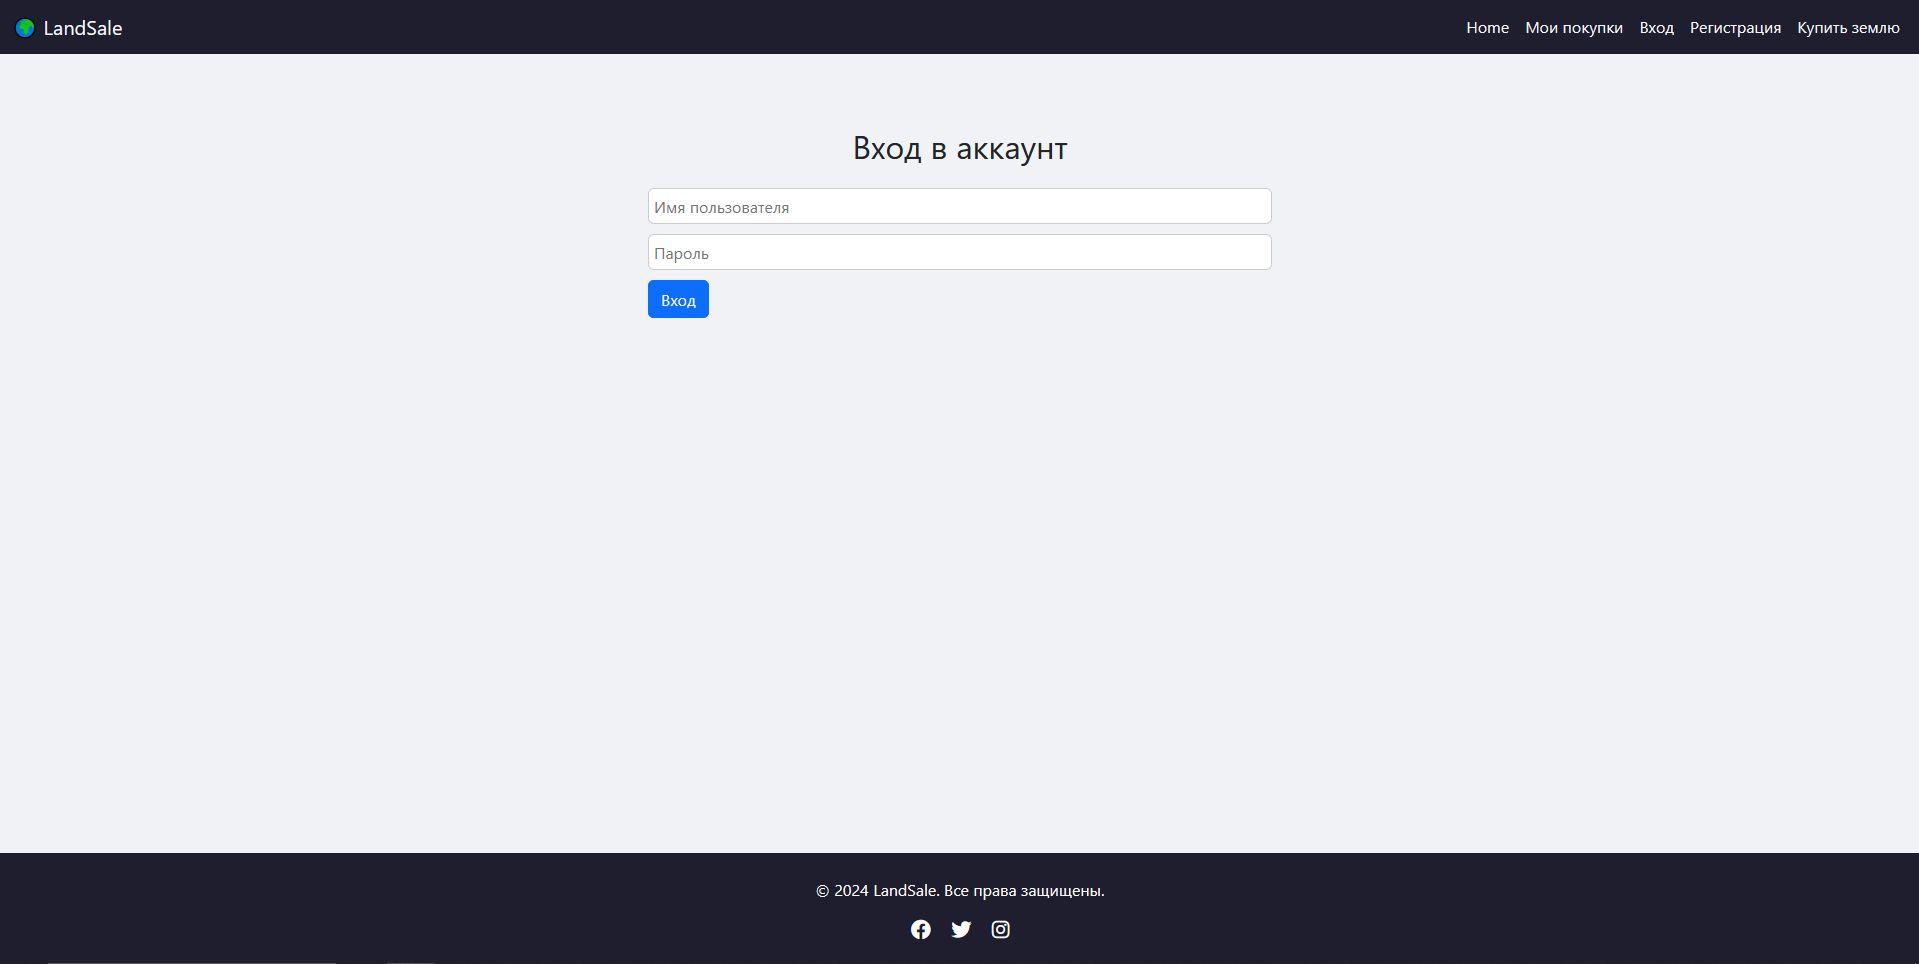 LandSale
Home Мои покупки Вход Регистрация Купить землю
Вход в аккаунт
Имя пользователя
Пароль
Вход
© 2024 LandSale. Все права защищены.